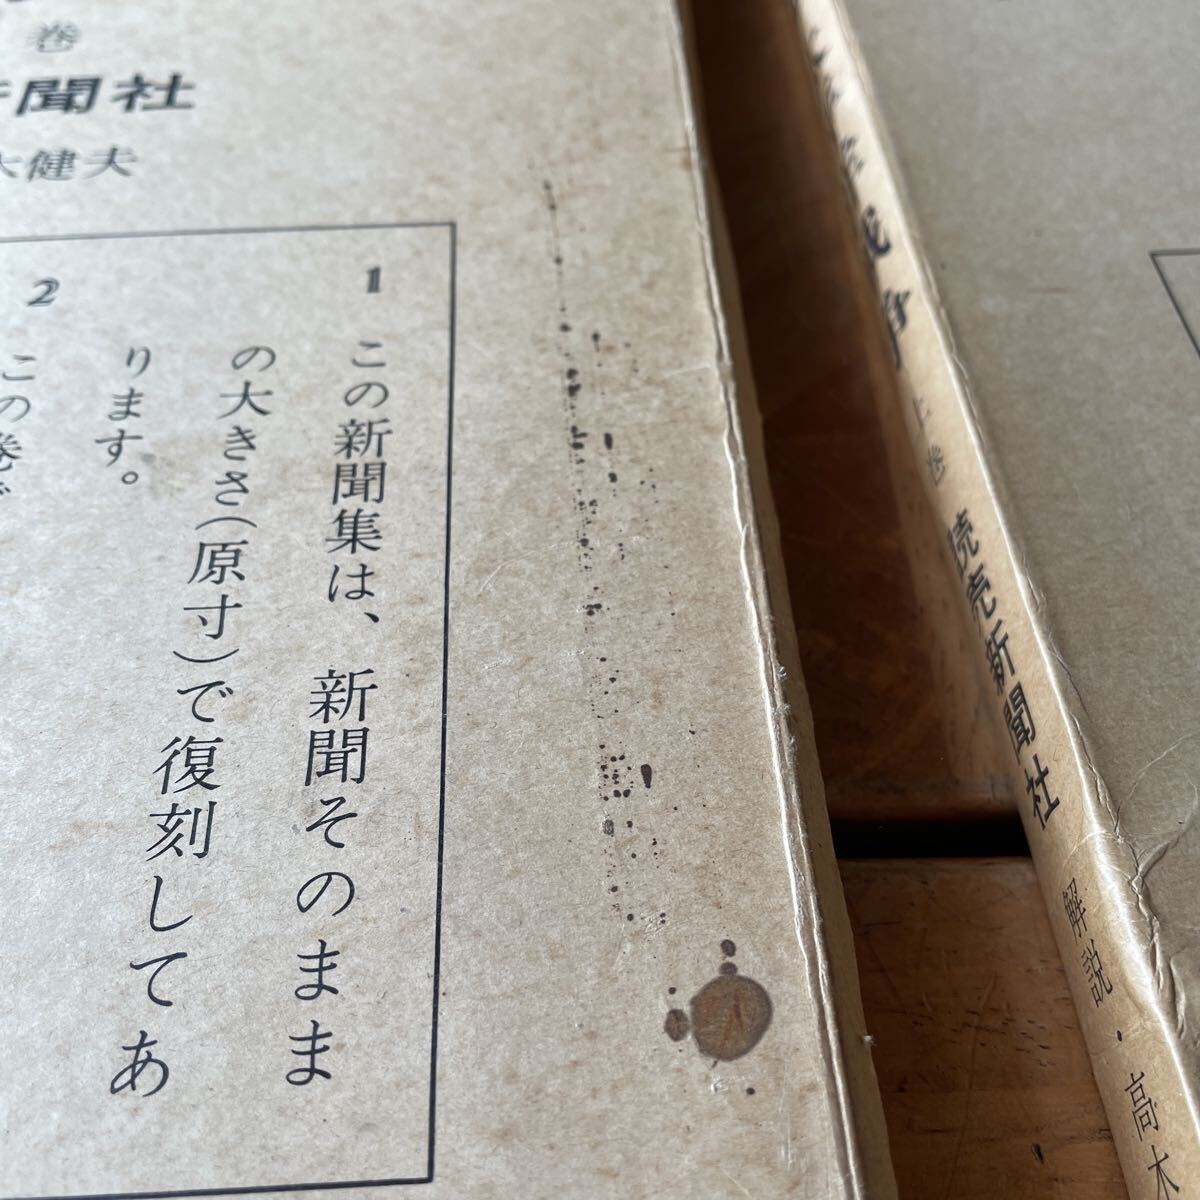 巻
聞社
健夫
1
この新聞集は、新聞そのまま
の大きさ(原寸)で復刻してあ
ります。
2
この巻
戦争
上巻
読売新聞社
解説・高木